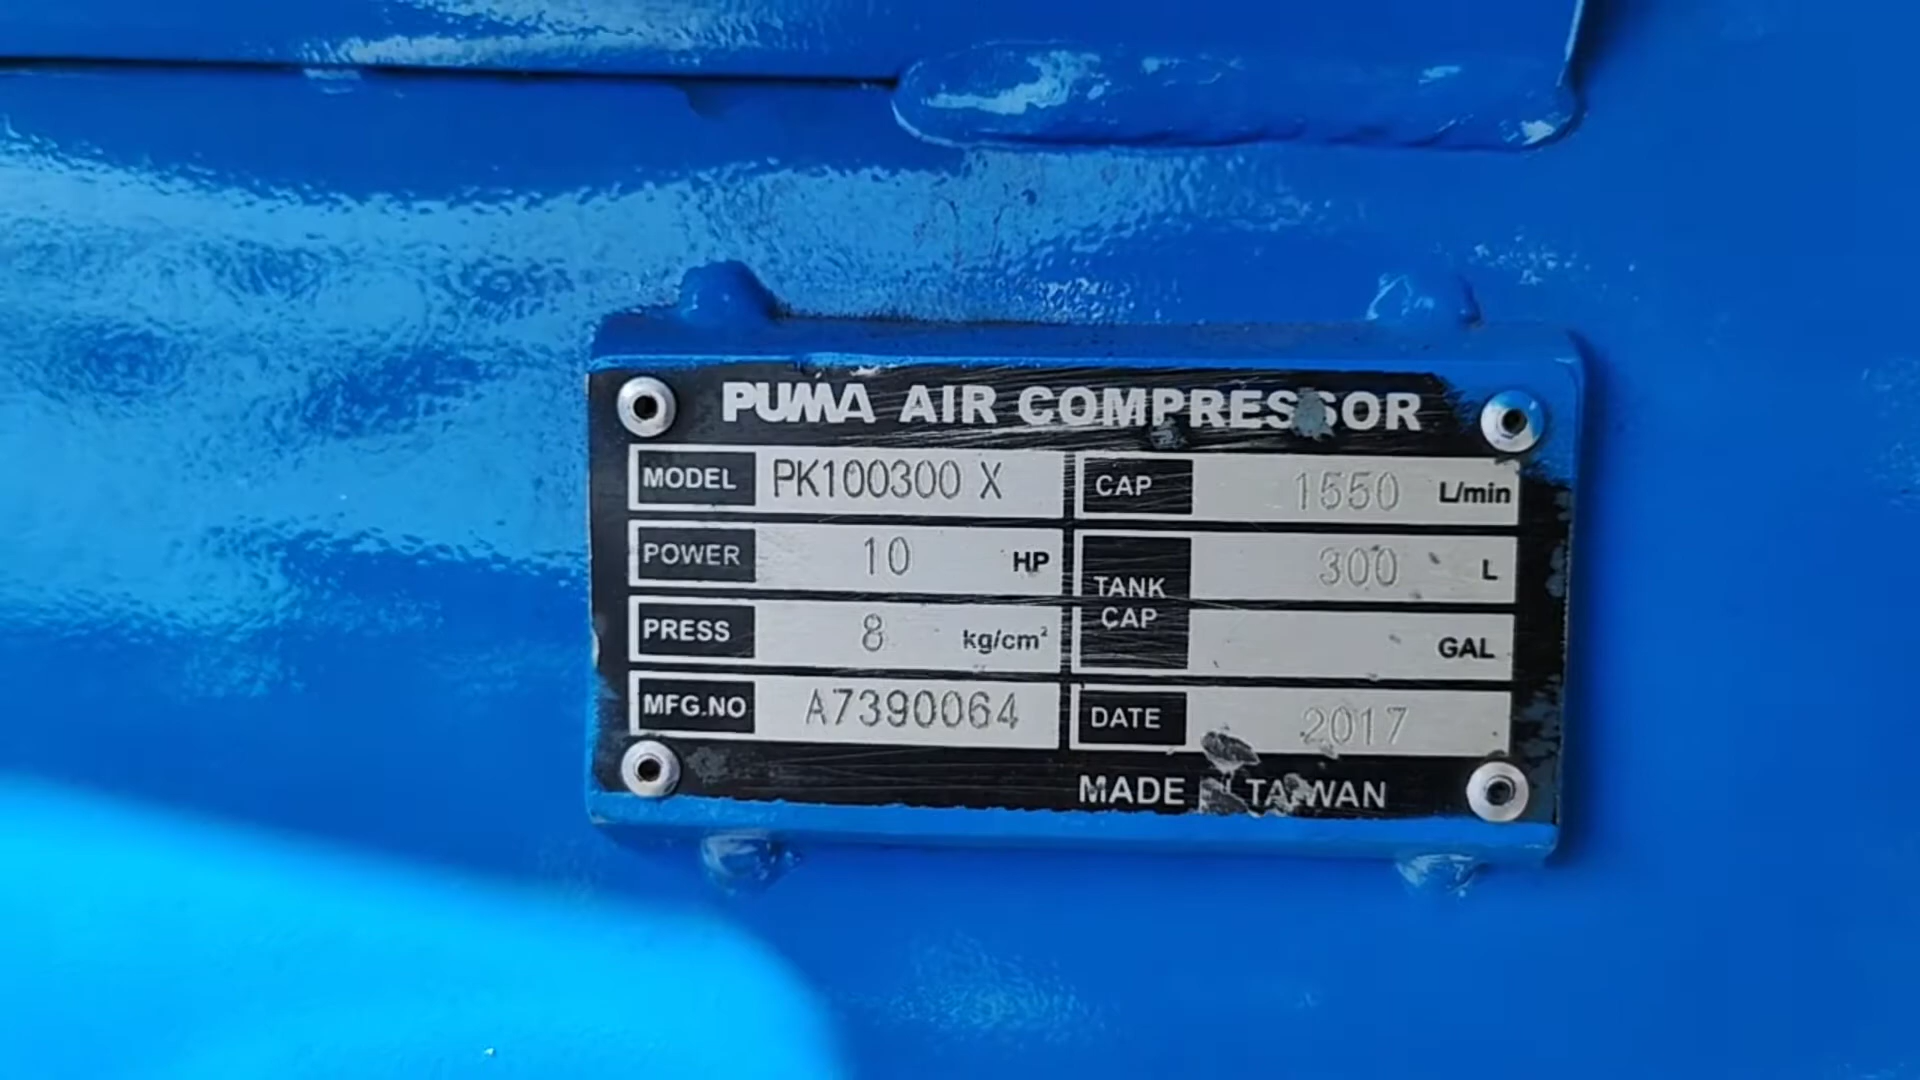 PUMA AIR COMPRESSOR
MODEL PK100300 X CAP 1550 L/min
POWER 10 HP TANK CAP 300 L
PRESS 8 kg/cm² GAL
MFG.NO A7390064 DATE 2017
MADE IN TAIWAN